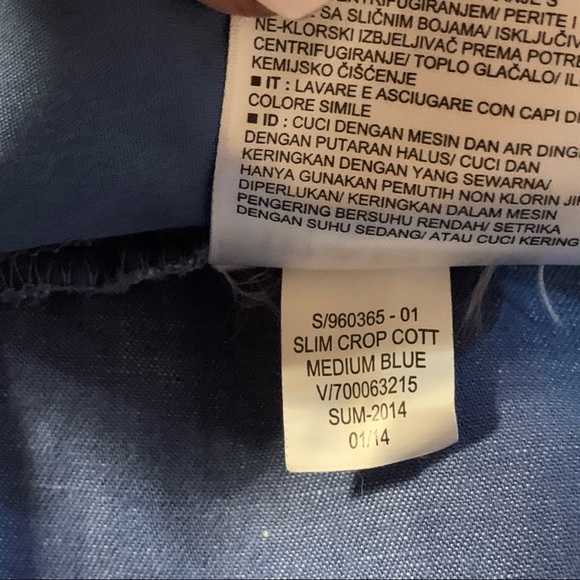 CENTRIFUGIRANJEM/ PERITE I
SA SLIČNIM BOJAMA/ ISKLJUČIV
NE-KLORSKI IZBJELJIVAČ PREMA POTRE
CENTRIFUGIRANJE/ TOPLO GLAČALO/ IL
KEMIJSKO ČIŠĆENJE
■ IT : LAVARE E ASCIUGARE CON CAPI DI
COLORE SIMILE
■ ID : CUCI DENGAN MESIN DAN AIR DING
DENGAN PUTARAN HALUS/ CUCI DAN
KERINGKAN DENGAN YANG SEWARNA/
HANYA GUNAKAN PEMUTIH NON KLORIN JI
DIPERLUKAN/ KERINGKAN DALAM MESIN
PENGERING BERSUHU RENDAH/ SETRIKA
DENGAN SUHU SEDANG/ ATAU CUCI KERING
S/960365 - 01
SLIM CROP COTT
MEDIUM BLUE
V/700063215
SUM-2014
01/14